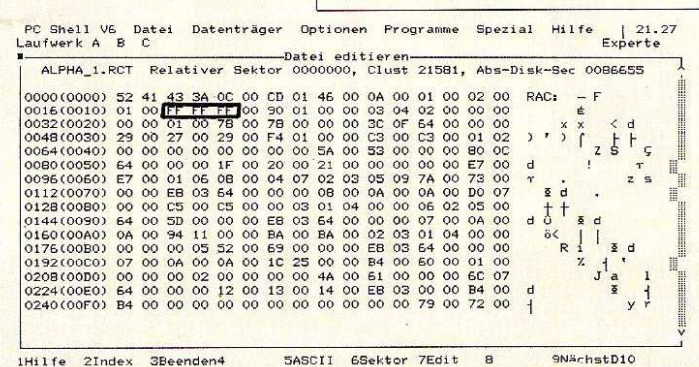 PC Shell V6 Datei Datenträger Optionen Programme Spezial Hilfe | 21.27
Laufwerk A B C Experte
Datei editieren
ALPHA_1.RCT Relativer Sektor 0000000, Clust 21581, Abs-Disk-Sec 0086655
0000(0000) 52 41 43 3A 0C 00 CD 01 46 00 0A 00 01 00 02 00 RAC: – F
0016(0010) 01 00 FF FF FF 00 90 01 00 00 03 04 02 00 00 00 É
0032(0020) 00 00 01 00 78 00 78 00 00 00 3C 0F 64 00 00 00 x x < d
0048(0030) 29 00 27 00 29 00 F4 01 00 00 C3 00 C3 00 01 02 ) ' ) ⌠ ├ ├
0064(0040) 00 00 00 00 00 00 00 00 5A 00 53 00 00 00 80 0C Z S Ç
0080(0050) 64 00 00 00 1F 00 20 00 21 00 00 00 00 00 E7 00 d ! τ
0096(0060) E7 00 01 06 08 00 04 07 02 03 05 09 7A 00 73 00 τ . z s
0112(0070) 00 00 E8 03 64 00 00 00 08 00 0A 00 0A 00 D0 07 d .
0128(0080) 00 00 C5 00 C5 00 00 03 01 04 00 00 06 02 05 00 ┼ ┼
0144(0090) 64 00 5D 00 00 00 E8 03 64 00 00 00 07 00 0A 00 d d
0160(00A0) 0A 00 94 11 00 00 BA 00 BA 00 02 03 01 04 00 00 ö<
0176(00B0) 00 00 05 52 00 69 00 00 00 E8 03 64 00 00 00 R i d
0192(00C0) 07 00 0A 00 0A 00 1C 25 00 00 B4 00 60 00 01 00 % ┤
0208(00D0) 00 00 00 02 00 00 00 00 4A 00 61 00 00 00 6C 07 J a l
0224(00E0) 64 00 00 00 12 00 13 00 14 00 E8 03 00 00 B4 00 d ┤
0240(00F0) B4 00 00 00 00 00 00 00 00 00 00 00 79 00 72 00 ┤ y r
1Hilfe 2Index 3Beenden4 5ASCII 6Sektor 7Edit 8 9NächstD10